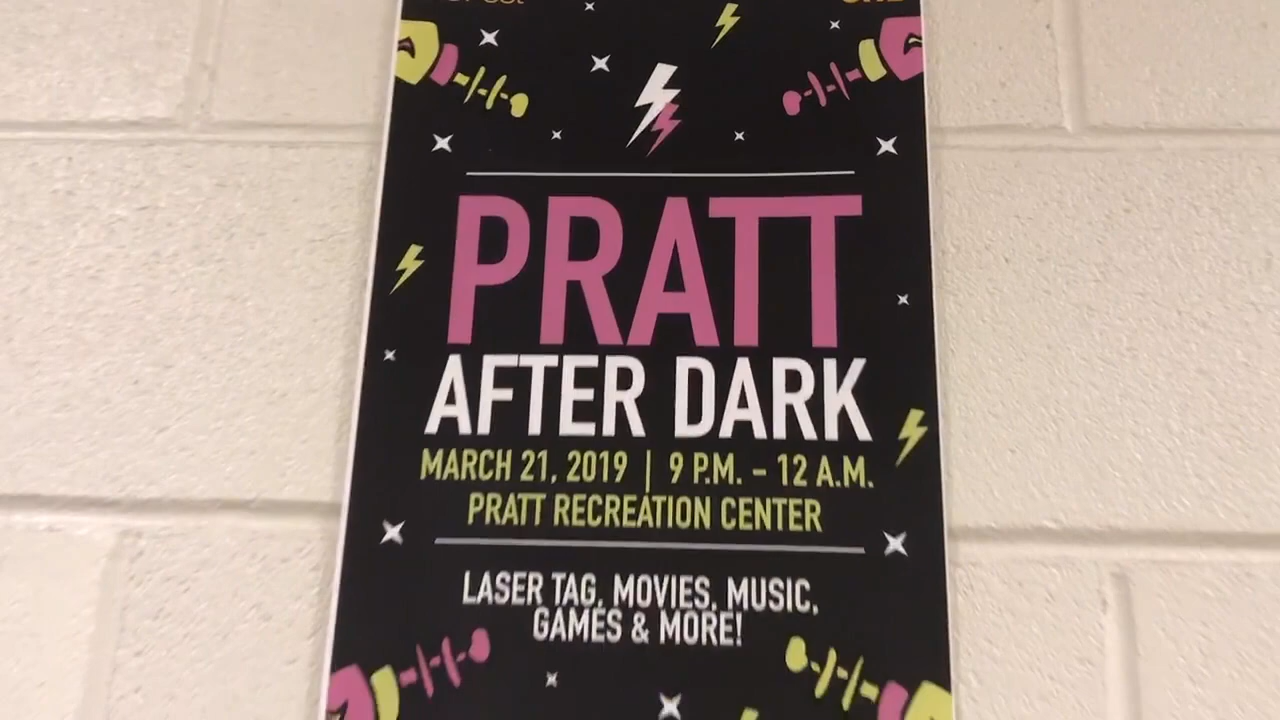 PRATT
AFTER DARK
MARCH 21, 2019 | 9 P.M. - 12 A.M.
PRATT RECREATION CENTER
LASER TAG, MOVIES, MUSIC,
GAMES & MORE!